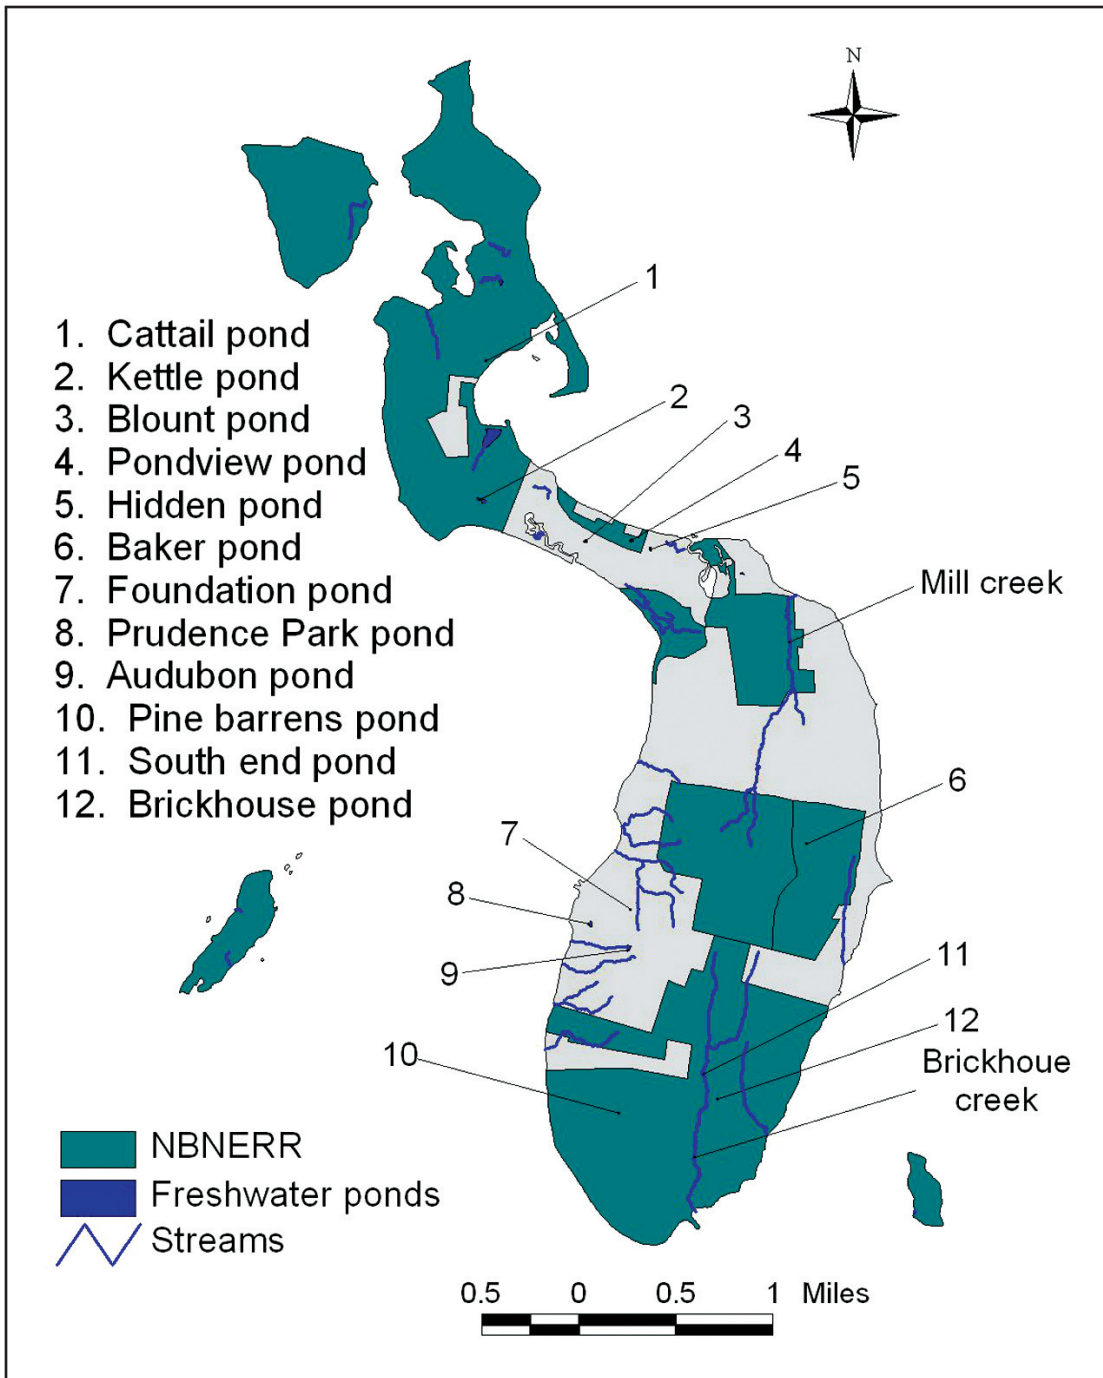 N
1
2
3
4
5
1. Cattail pond
2. Kettle pond
3. Blount pond
4. Pondview pond
5. Hidden pond
6. Baker pond
7. Foundation pond
8. Prudence Park pond
9. Audubon pond
10. Pine barrens pond
11. South end pond
12. Brickhouse pond
Mill creek
6
7
8
9
11
12
10
Brickhoue
creek
NBNERR
Freshwater ponds
Streams
0.5 0 0.5 1 Miles